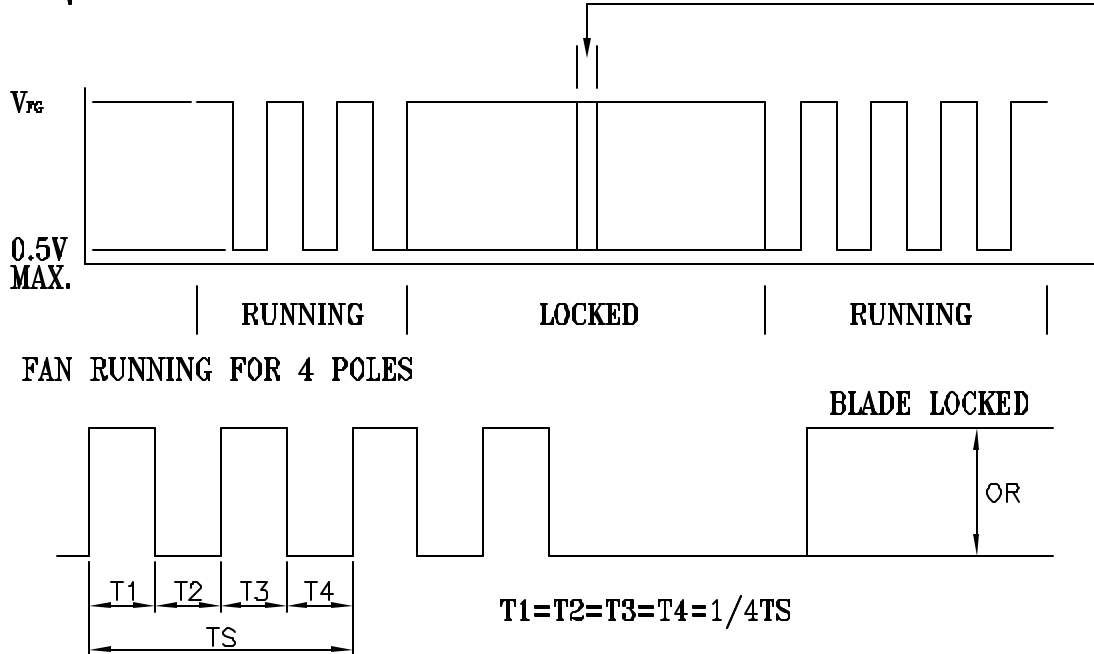 VFG
0.5V
MAX.
RUNNING LOCKED RUNNING
FAN RUNNING FOR 4 POLES
BLADE LOCKED
OR
T1 T2 T3 T4
T1=T2=T3=T4=1/4TS
TS